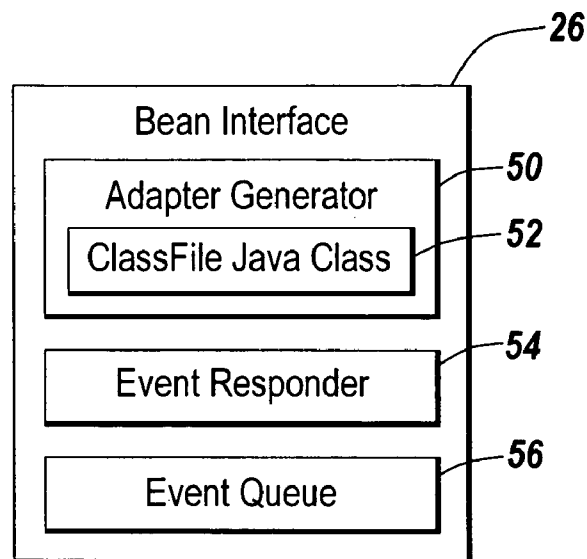 26
Bean Interface
50
Adapter Generator
52
ClassFile Java Class
54
Event Responder
56
Event Queue